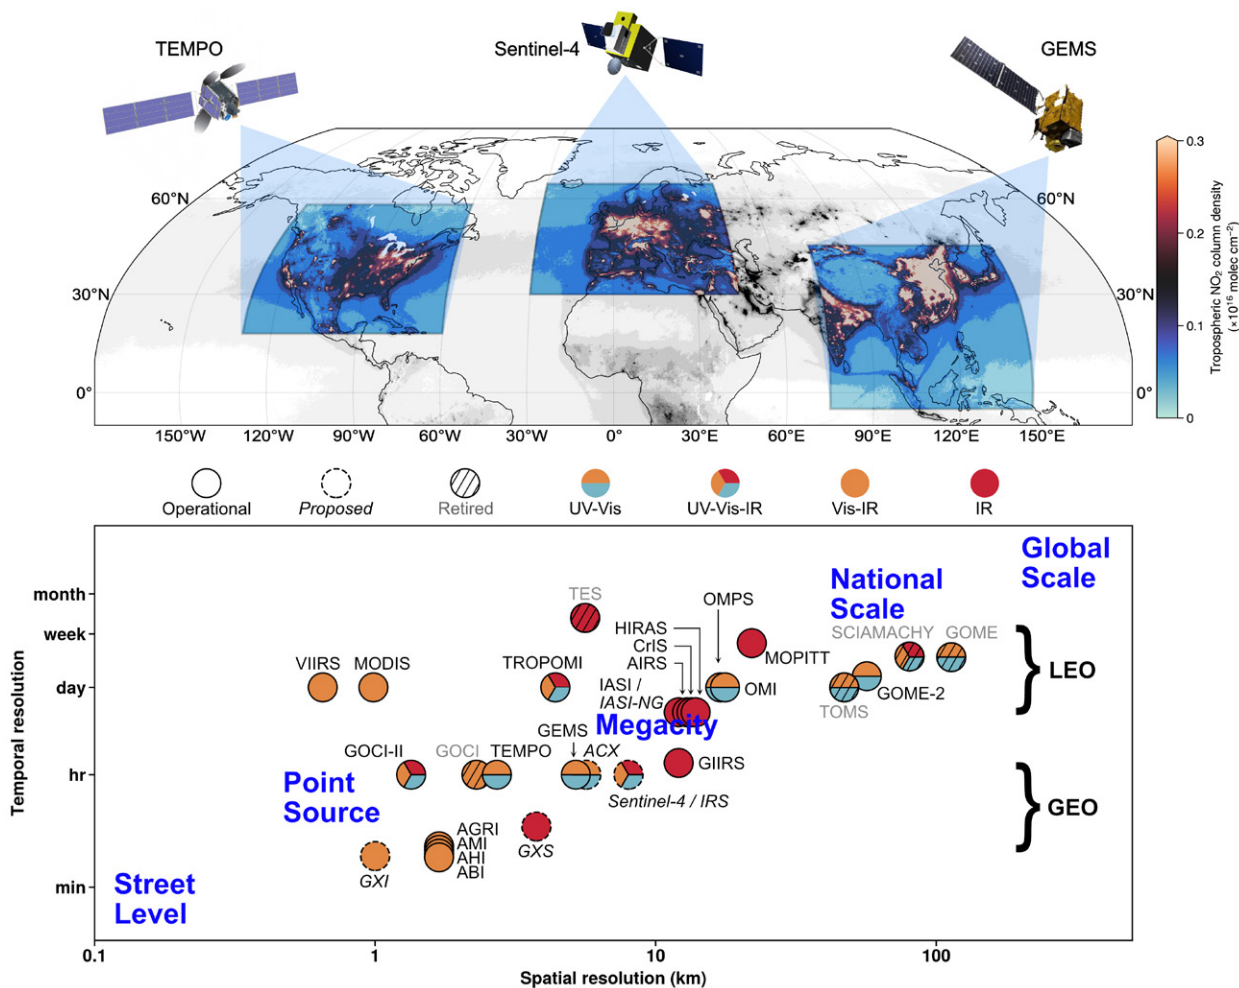 TEMPO
Sentinel-4
GEMS
60°N
60°N
30°N
30°N
0°
0°
150°W
120°W
90°W
60°W
30°W
0°
30°E
60°E
90°E
120°E
150°E
0.3
0.2
0.1
0
Tropospheric NO₂ column density
(×10¹⁶ molec cm⁻²)
Operational
Proposed
Retired
UV-Vis
UV-Vis-IR
Vis-IR
IR
Temporal resolution
month
week
day
hr
min
Global
Scale
National
Scale
TES
OMPS
HIRAS
CrIS
AIRS
SCIAMACHY
GOME
MOPITT
LEO
VIIRS
MODIS
TROPOMI
IASI /
IASI-NG
OMI
GOME-2
TOMS
Megacity
GEMS
ACX
GOCI-II
GOCI
TEMPO
GIIRS
Point
Source
Sentinel-4 / IRS
GEO
AGRI
AMI
AHI
ABI
GXS
GXI
Street
Level
0.1
1
10
100
Spatial resolution (km)